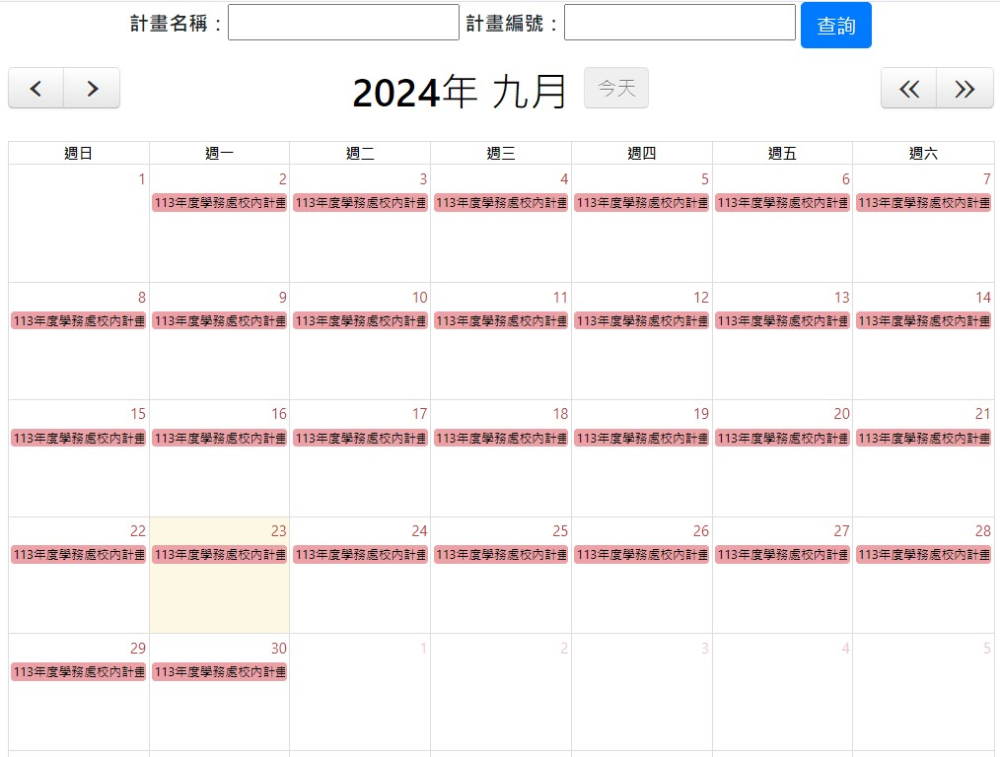 計畫名稱： 計畫編號： 查詢
2024年 九月 今天
週日 週一 週二 週三 週四 週五 週六
1 2 3 4 5 6 7
113年度學務處校內計畫 113年度學務處校內計畫 113年度學務處校內計畫 113年度學務處校內計畫 113年度學務處校內計畫 113年度學務處校內計畫
8 9 10 11 12 13 14
113年度學務處校內計畫 113年度學務處校內計畫 113年度學務處校內計畫 113年度學務處校內計畫 113年度學務處校內計畫 113年度學務處校內計畫 113年度學務處校內計畫
15 16 17 18 19 20 21
113年度學務處校內計畫 113年度學務處校內計畫 113年度學務處校內計畫 113年度學務處校內計畫 113年度學務處校內計畫 113年度學務處校內計畫 113年度學務處校內計畫
22 23 24 25 26 27 28
113年度學務處校內計畫 113年度學務處校內計畫 113年度學務處校內計畫 113年度學務處校內計畫 113年度學務處校內計畫 113年度學務處校內計畫 113年度學務處校內計畫
29 30 1 2 3 4 5
113年度學務處校內計畫 113年度學務處校內計畫